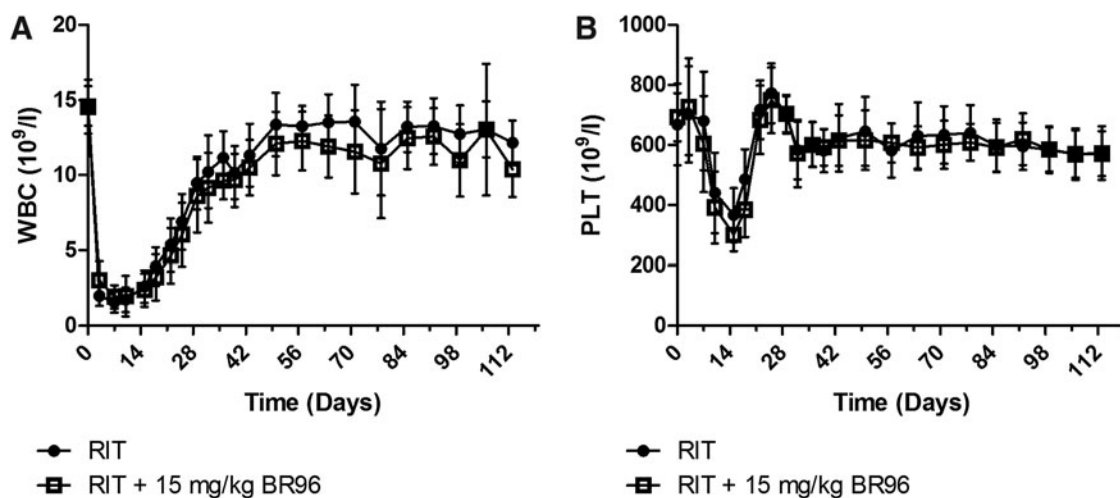 A
WBC (10⁹/l)
20
15
10
5
0
0 14 28 42 56 70 84 98 112
Time (Days)
RIT
RIT + 15 mg/kg BR96
B
PLT (10⁹/l)
1000
800
600
400
200
0
0 14 28 42 56 70 84 98 112
Time (Days)
RIT
RIT + 15 mg/kg BR96